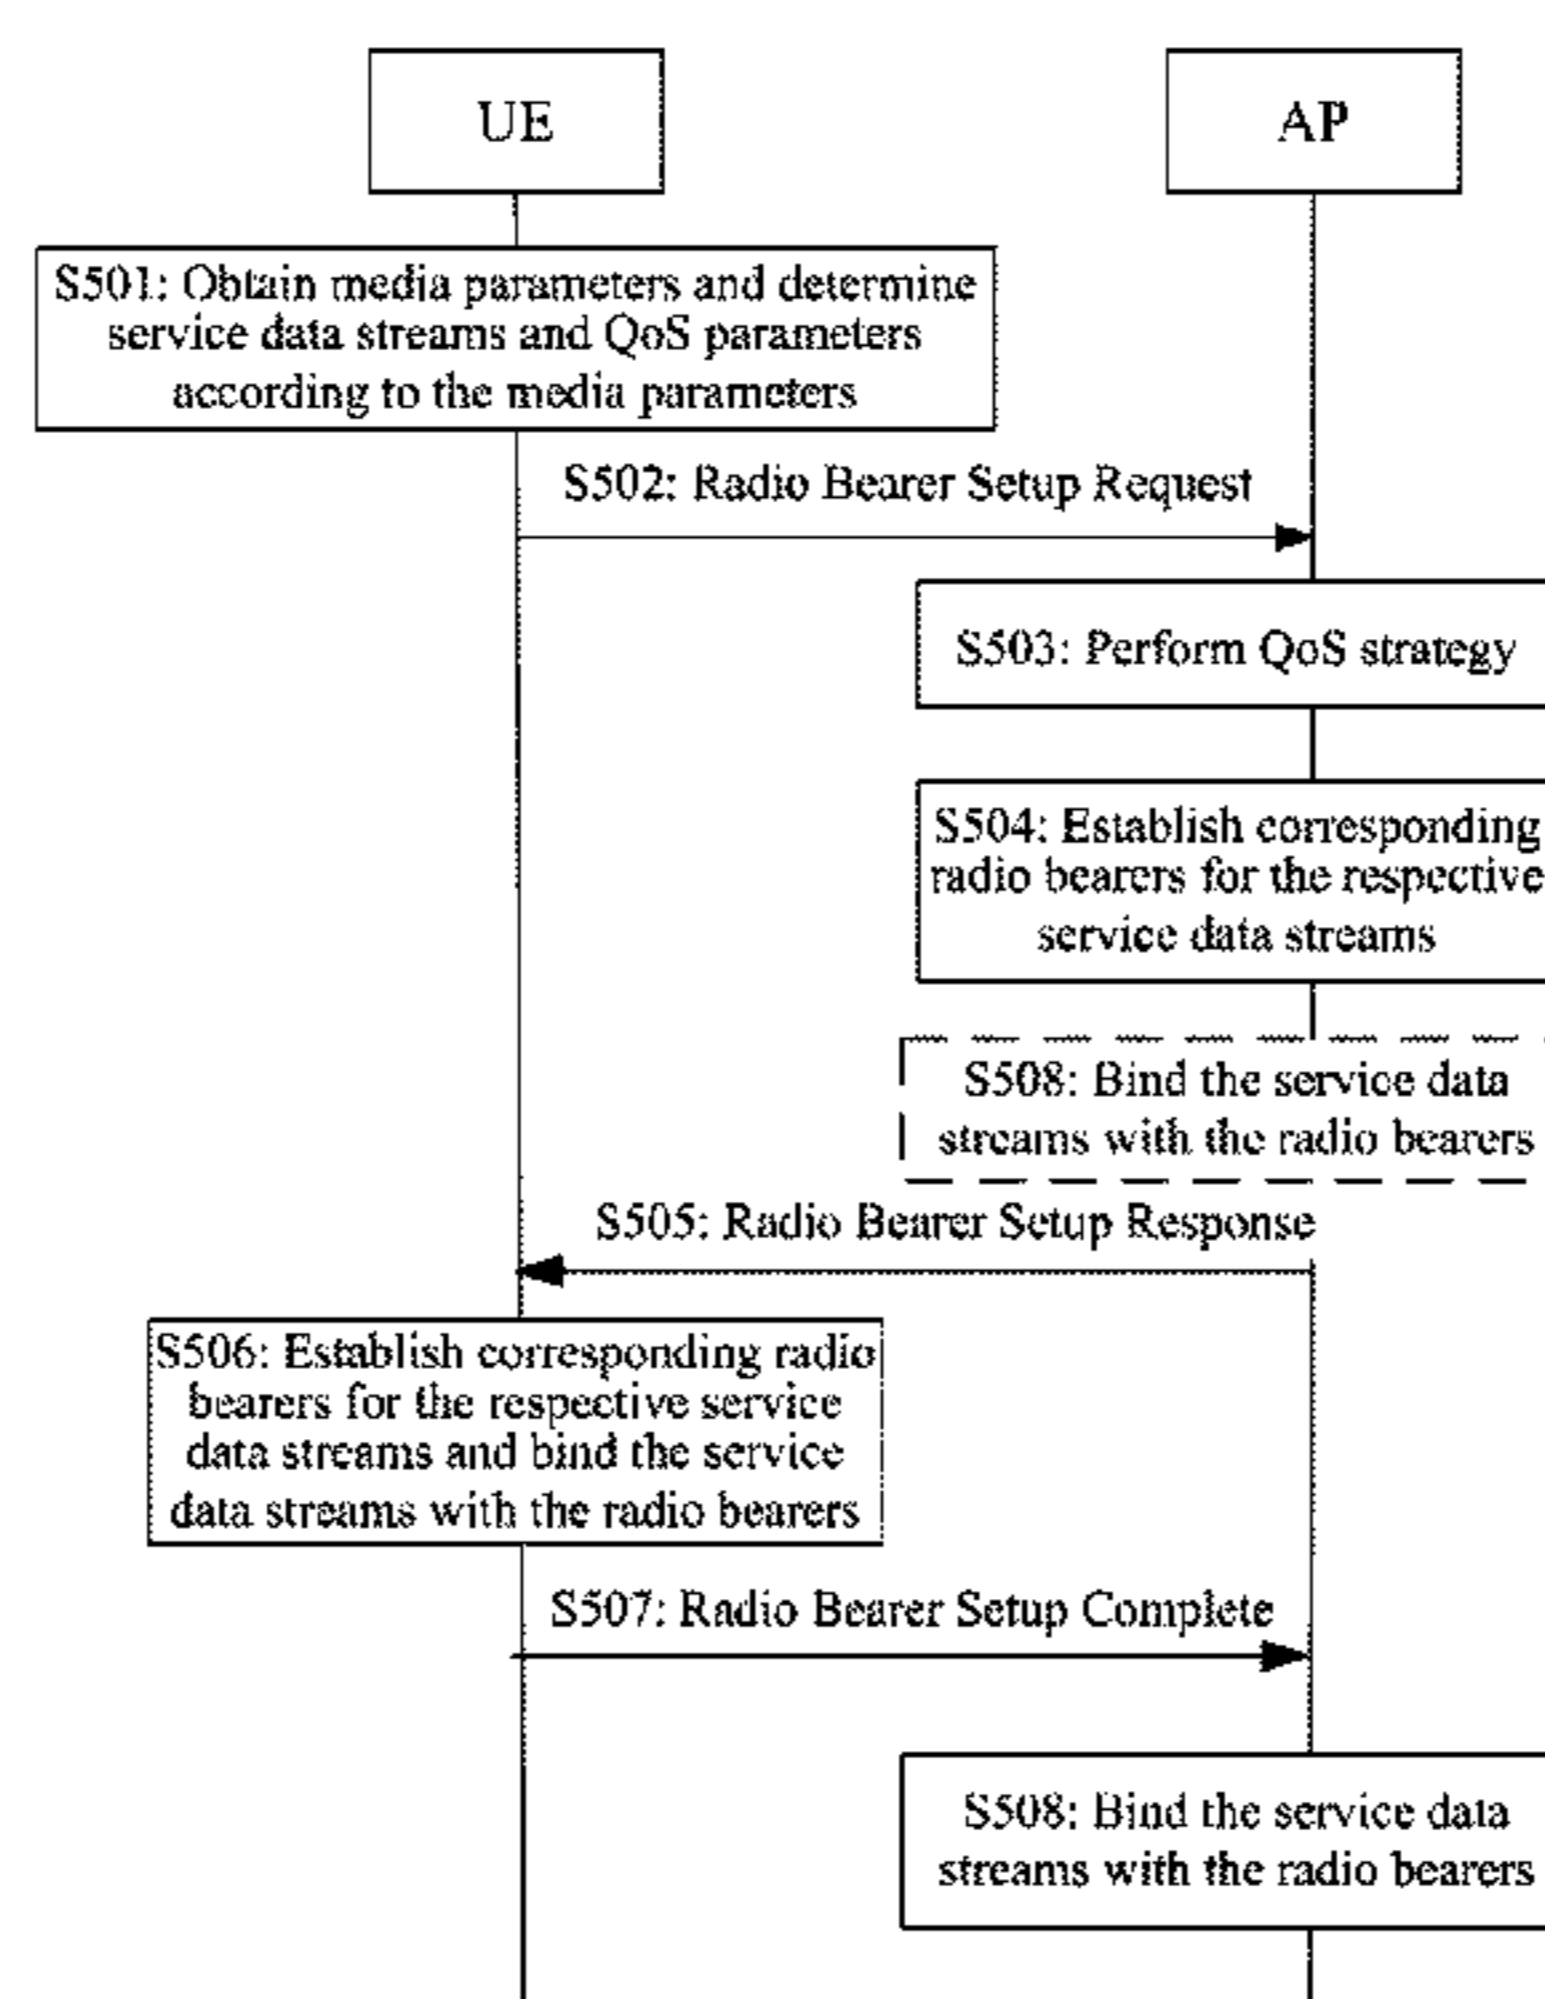 UE
AP
S501: Obtain media parameters and determine
service data streams and QoS parameters
according to the media parameters
S502: Radio Bearer Setup Request
S503: Perform QoS strategy
S504: Establish corresponding
radio bearers for the respective
service data streams
S508: Bind the service data
streams with the radio bearers
S505: Radio Bearer Setup Response
S506: Establish corresponding radio
bearers for the respective service
data streams and bind the service
data streams with the radio bearers
S507: Radio Bearer Setup Complete
S508: Bind the service data
streams with the radio bearers